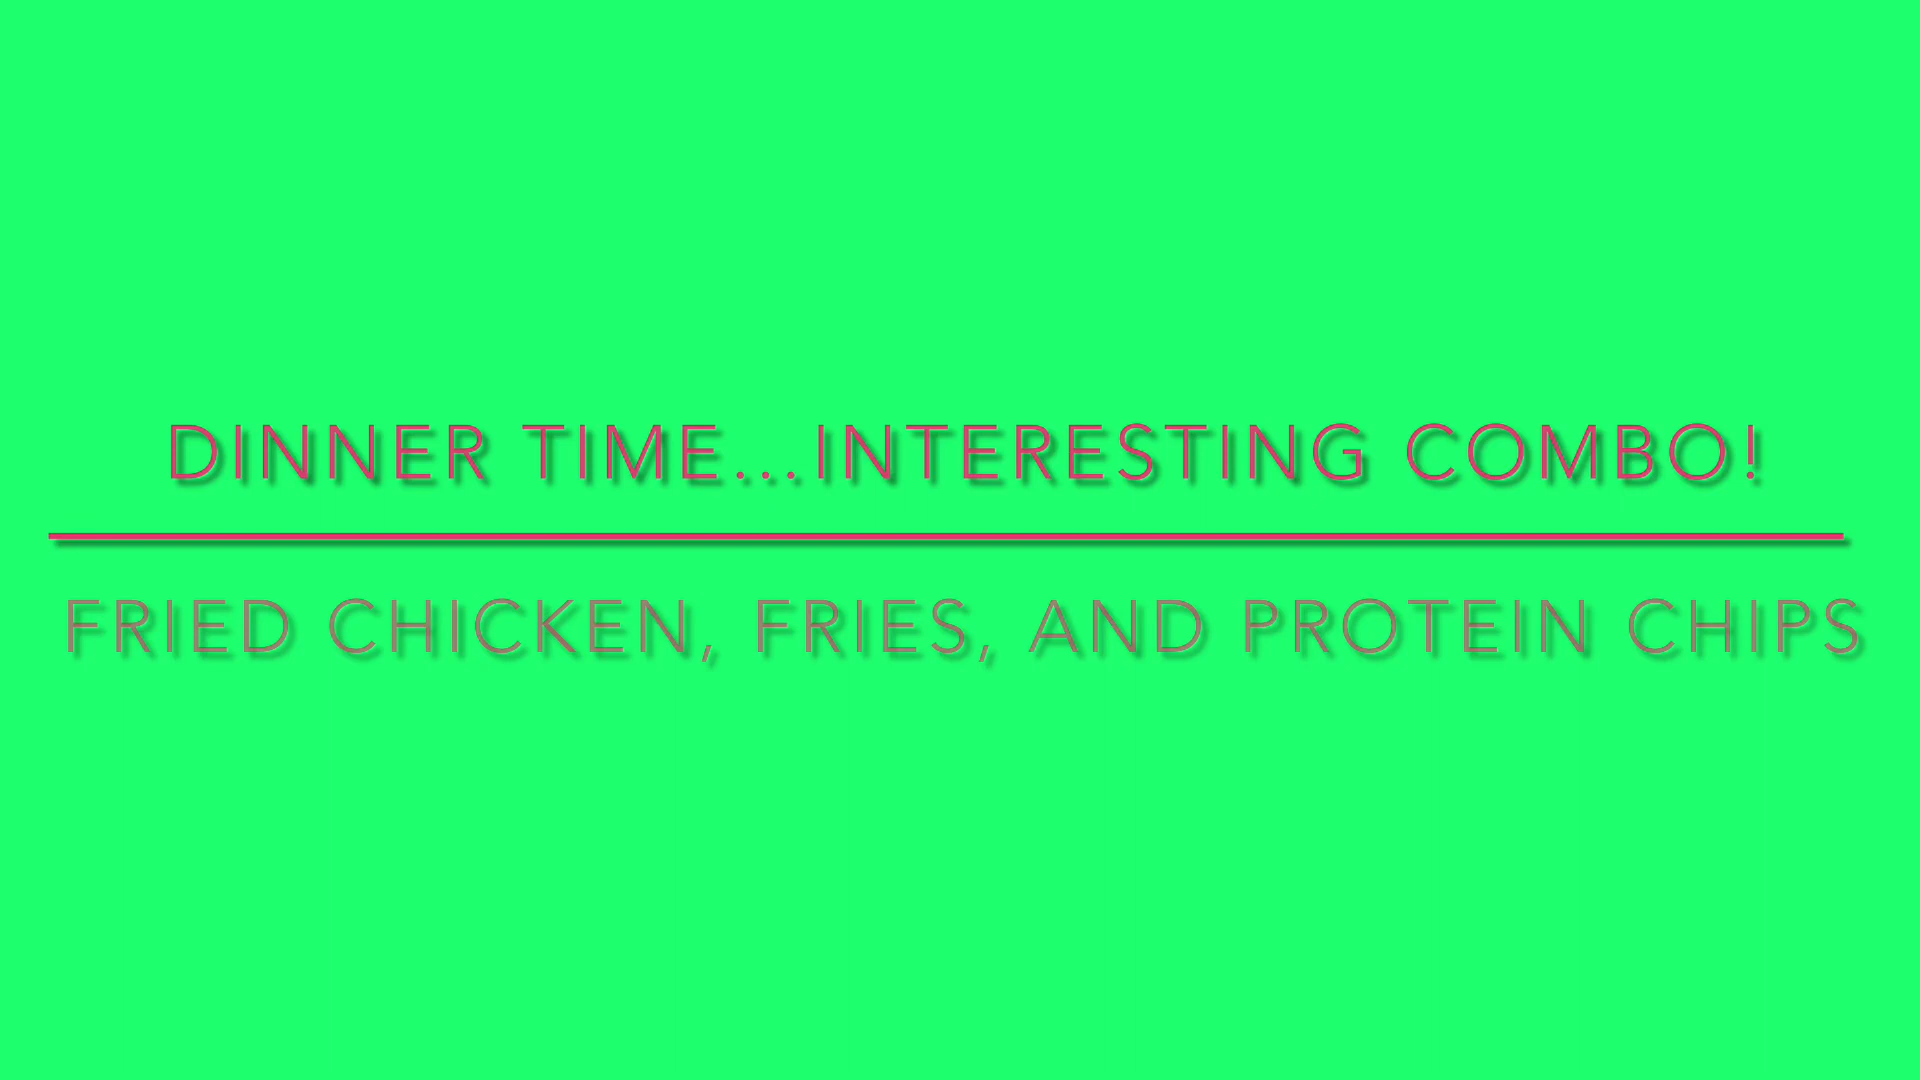 DINNER TIME...INTERESTING COMBO!
FRIED CHICKEN, FRIES, AND PROTEIN CHIPS